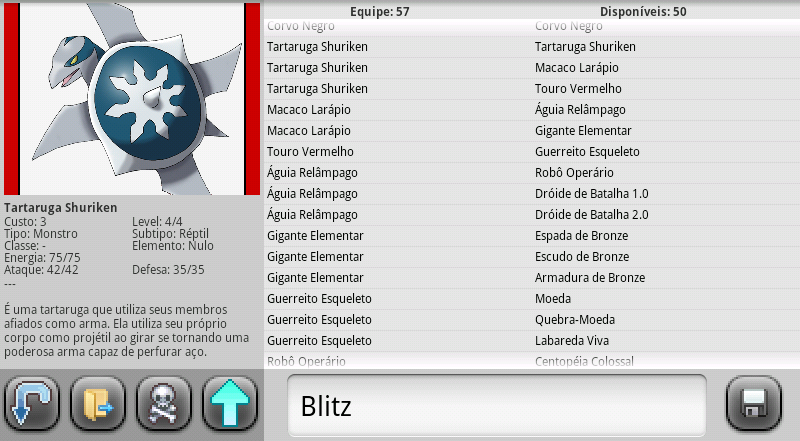 Equipe: 57
Disponíveis: 50
Corvo Negro
Corvo Negro
Tartaruga Shuriken
Tartaruga Shuriken
Tartaruga Shuriken
Macaco Larápio
Tartaruga Shuriken
Touro Vermelho
Macaco Larápio
Águia Relâmpago
Macaco Larápio
Gigante Elementar
Touro Vermelho
Guerreito Esqueleto
Águia Relâmpago
Robô Operário
Águia Relâmpago
Dróide de Batalha 1.0
Águia Relâmpago
Dróide de Batalha 2.0
Gigante Elementar
Espada de Bronze
Gigante Elementar
Escudo de Bronze
Gigante Elementar
Armadura de Bronze
Guerreito Esqueleto
Moeda
Guerreito Esqueleto
Quebra-Moeda
Guerreito Esqueleto
Labareda Viva
Robô Operário
Centopéia Colossal
Tartaruga Shuriken
Custo: 3
Level: 4/4
Tipo: Monstro
Subtipo: Réptil
Classe: -
Elemento: Nulo
Energia: 75/75
Ataque: 42/42
Defesa: 35/35
---
É uma tartaruga que utiliza seus membros
afiados como arma. Ela utiliza seu próprio
corpo como projétil ao girar se tornando uma
poderosa arma capaz de perfurar aço.
Blitz